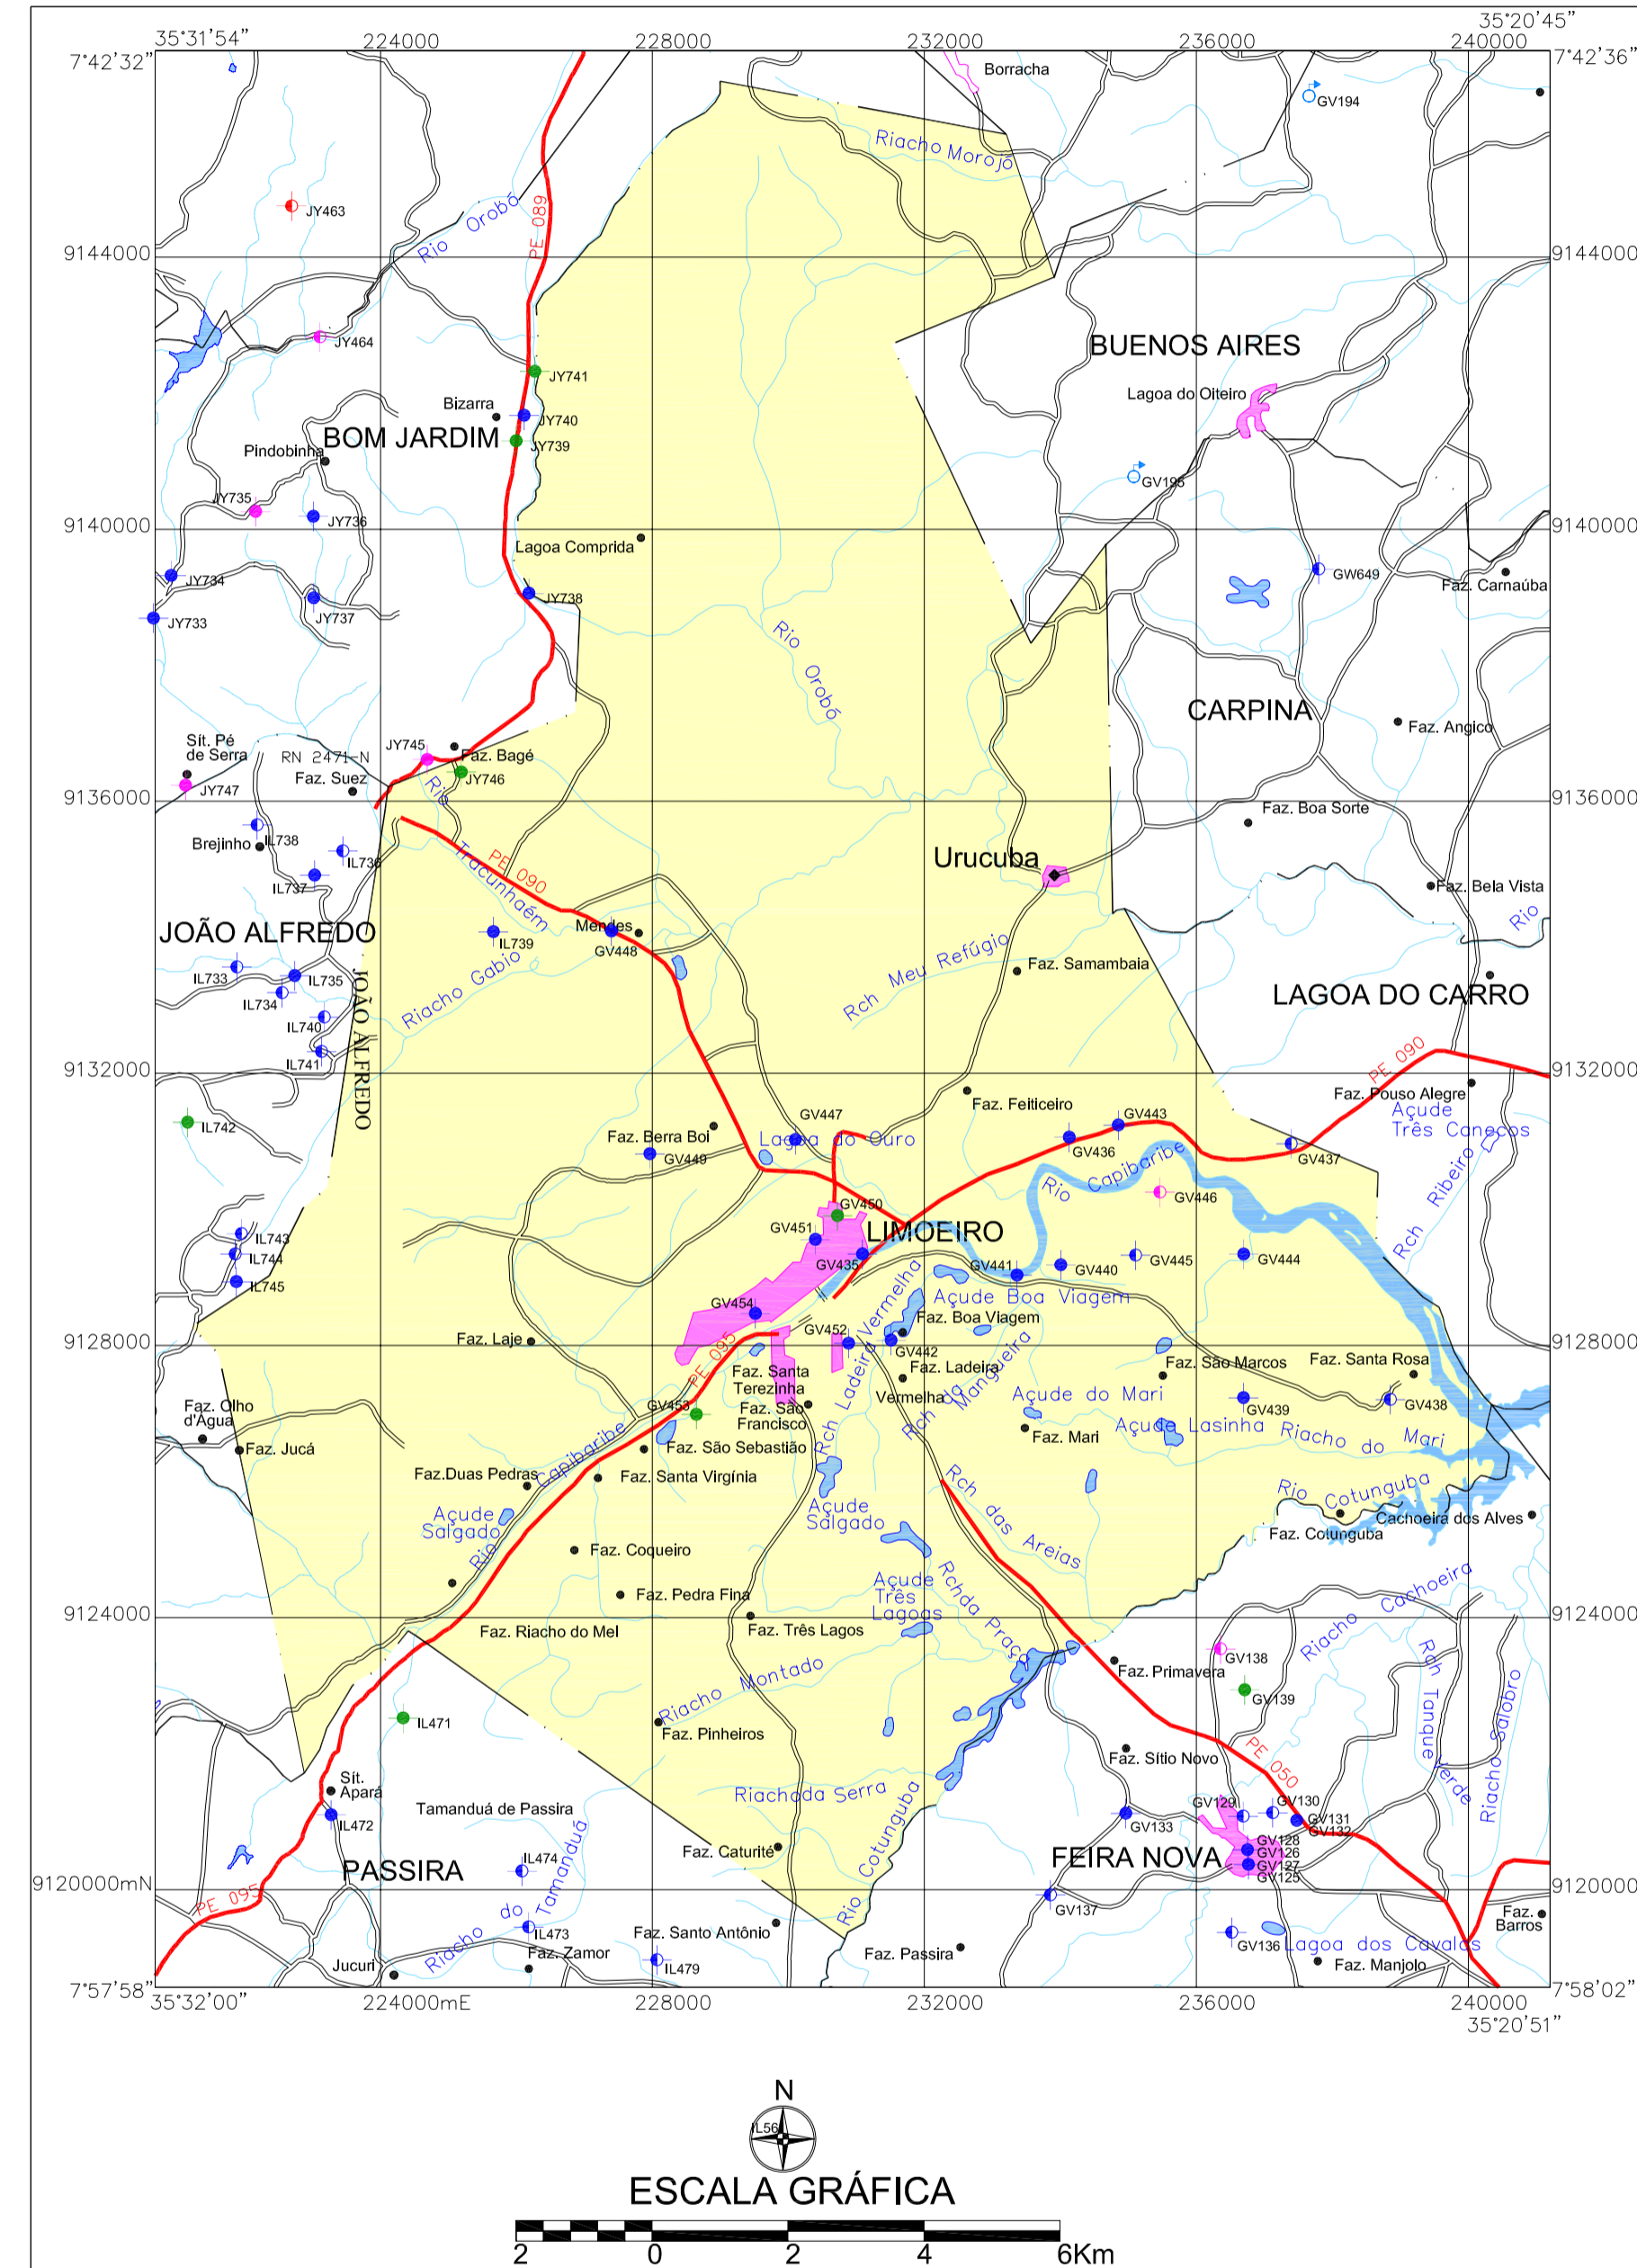 35°31'54"
35°20'45"
224000
228000
232000
236000
240000
7°42'32"
7°42'36"
Borracha
GV194
Riacho Morojó
JY463
Rio Orobó
PE 089
9144000
9144000
JY464
BUENOS AIRES
JY741
Lagoa do Oiteiro
Bizarra
JY740
BOM JARDIM
JY739
Pindobinha
GV195
JY735
JY736
9140000
9140000
Lagoa Comprida
GW649
JY734
Faz. Carnaúba
JY738
JY737
JY733
Rio Orobó
CARPINA
Faz. Angico
Sít. Pé
de Serra
JY745
RN 2471-N
Faz. Bagé
Faz. Suez
JY746
JY747
Rio
9136000
9136000
Faz. Boa Sorte
IL738
Brejinho
IL736
Tracunhaém
PE 090
Urucuba
IL737
Faz. Bela Vista
Rio
JOÃO ALFREDO
IL739
Mendes
GV448
Riacho Gabio
Rch Meu Refúgio
Faz. Samambaia
IL733
IL735
IL734
LAGOA DO CARRO
IL740
JOÃO ALFREDO
IL741
PE 090
9132000
9132000
Faz. Pouso Alegre
Faz. Feiticeiro
Açude
Três Canecos
IL742
GV447
GV443
Faz. Berra Boi
Lagoa do Ouro
GV449
GV436
GV437
Rio Capibaribe
GV446
Rch Ribeiro
GV450
GV451
LIMOEIRO
IL743
IL744
GV435
GV441
GV440
GV445
GV444
IL745
Açude Boa Viagem
GV454
Faz. Boa Viagem
Faz. Laje
GV452
GV442
9128000
9128000
PE 095
Faz. Santa
Terezinha
Rch Ladeira Vermelha
Faz. Ladeira
Vermelha
Rch da Mangueira
Faz. São Marcos
Faz. Santa Rosa
Açude do Mari
GV439
GV438
Faz. Olho
d'Água
GV453
Faz. São
Francisco
Açude Lasinha
Riacho do Mari
Faz. Jucá
Faz. São Sebastião
Faz. Mari
Faz.Duas Pedras
Rio Capibaribe
Faz. Santa Virgínia
Rch das Areias
Rio Cotunguba
Açude
Salgado
Açude
Salgado
Faz. Cotunguba
Cachoeira dos Alves
Faz. Coqueiro
Açude
Três
Lagoas
Rchda Praça
Faz. Pedra Fina
Riacho Cachoeira
9124000
9124000
Faz. Riacho do Mel
Faz. Três Lagos
GV138
Faz. Primavera
Riacho Montado
GV139
Rch Tanque Verde
Riacho Salobro
IL471
Faz. Pinheiros
Faz. Sítio Novo
PE 050
Sít.
Apará
Riachada Serra
Tamanduá de Passira
IL472
GV129
GV130
GV131
GV132
GV133
GV128
GV126
Faz. Caturité
Rio Cotunguba
PASSIRA
IL474
FEIRA NOVA
GV127
GV125
9120000mN
9120000
PE 095
GV137
Riacho do Tamanduá
IL473
Faz. Santo Antônio
Faz.
Barros
GV136
Lagoa dos Cavalos
Faz. Zamor
Jucuri
IL479
Faz. Passira
Faz. Manjolo
7°57'58"
7°58'02"
35°32'00"
224000mE
228000
232000
236000
240000
35°20'51"
N
IL56
ESCALA GRÁFICA
2 0 2 4 6Km